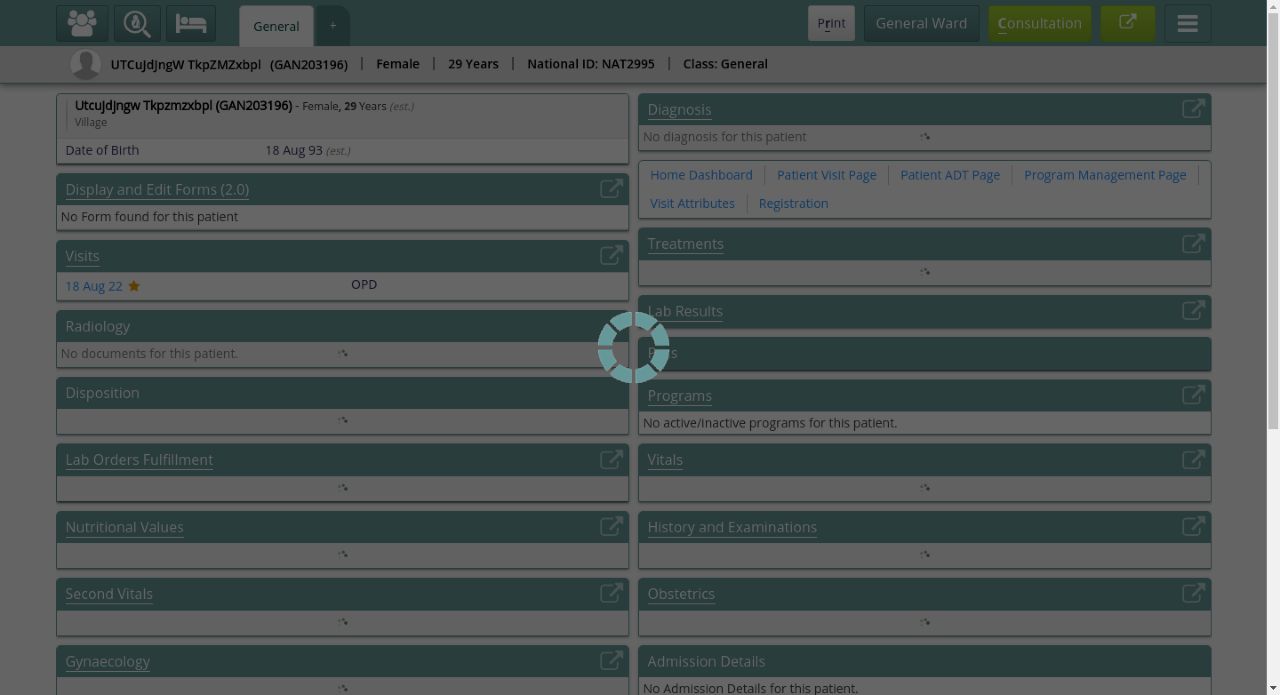 General
+
Print
General Ward
Consultation
UTCuJdJngW TkpZMZxbpl (GAN203196) | Female | 29 Years | National ID: NAT2995 | Class: General
UtcuJdJngw Tkpzmzxbpl (GAN203196) - Female, 29 Years (est.)
Village
Date of Birth 18 Aug 93 (est.)
Display and Edit Forms (2.0)
No Form found for this patient
Visits
18 Aug 22 OPD
Radiology
No documents for this patient.
Disposition
Lab Orders Fulfillment
Nutritional Values
Second Vitals
Gynaecology
Diagnosis
No diagnosis for this patient
Home Dashboard | Patient Visit Page | Patient ADT Page | Program Management Page |
Visit Attributes | Registration
Treatments
Lab Results
Programs
No active/inactive programs for this patient.
Vitals
History and Examinations
Obstetrics
Admission Details
No Admission Details for this patient.